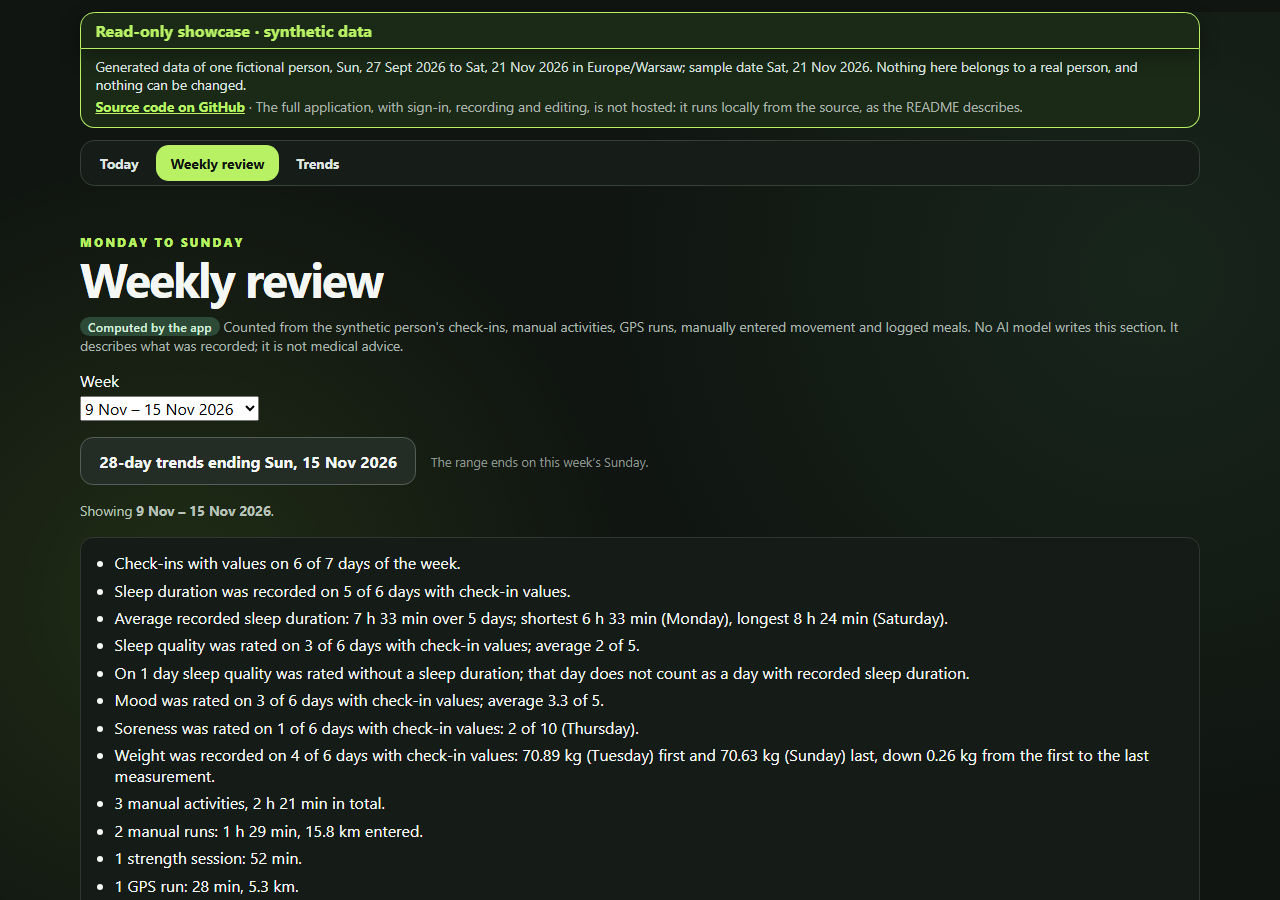 Read-only showcase · synthetic data
Generated data of one fictional person, Sun, 27 Sept 2026 to Sat, 21 Nov 2026 in Europe/Warsaw; sample date Sat, 21 Nov 2026. Nothing here belongs to a real person, and
nothing can be changed.
Source code on GitHub · The full application, with sign-in, recording and editing, is not hosted: it runs locally from the source, as the README describes.
Today Weekly review Trends
MONDAY TO SUNDAY
Weekly review
Computed by the app Counted from the synthetic person's check-ins, manual activities, GPS runs, manually entered movement and logged meals. No AI model writes this section. It
describes what was recorded; it is not medical advice.
Week
9 Nov – 15 Nov 2026
28-day trends ending Sun, 15 Nov 2026 The range ends on this week's Sunday.
Showing 9 Nov – 15 Nov 2026.
• Check-ins with values on 6 of 7 days of the week.
• Sleep duration was recorded on 5 of 6 days with check-in values.
• Average recorded sleep duration: 7 h 33 min over 5 days; shortest 6 h 33 min (Monday), longest 8 h 24 min (Saturday).
• Sleep quality was rated on 3 of 6 days with check-in values; average 2 of 5.
• On 1 day sleep quality was rated without a sleep duration; that day does not count as a day with recorded sleep duration.
• Mood was rated on 3 of 6 days with check-in values; average 3.3 of 5.
• Soreness was rated on 1 of 6 days with check-in values: 2 of 10 (Thursday).
• Weight was recorded on 4 of 6 days with check-in values: 70.89 kg (Tuesday) first and 70.63 kg (Sunday) last, down 0.26 kg from the first to the last
measurement.
• 3 manual activities, 2 h 21 min in total.
• 2 manual runs: 1 h 29 min, 15.8 km entered.
• 1 strength session: 52 min.
• 1 GPS run: 28 min, 5.3 km.